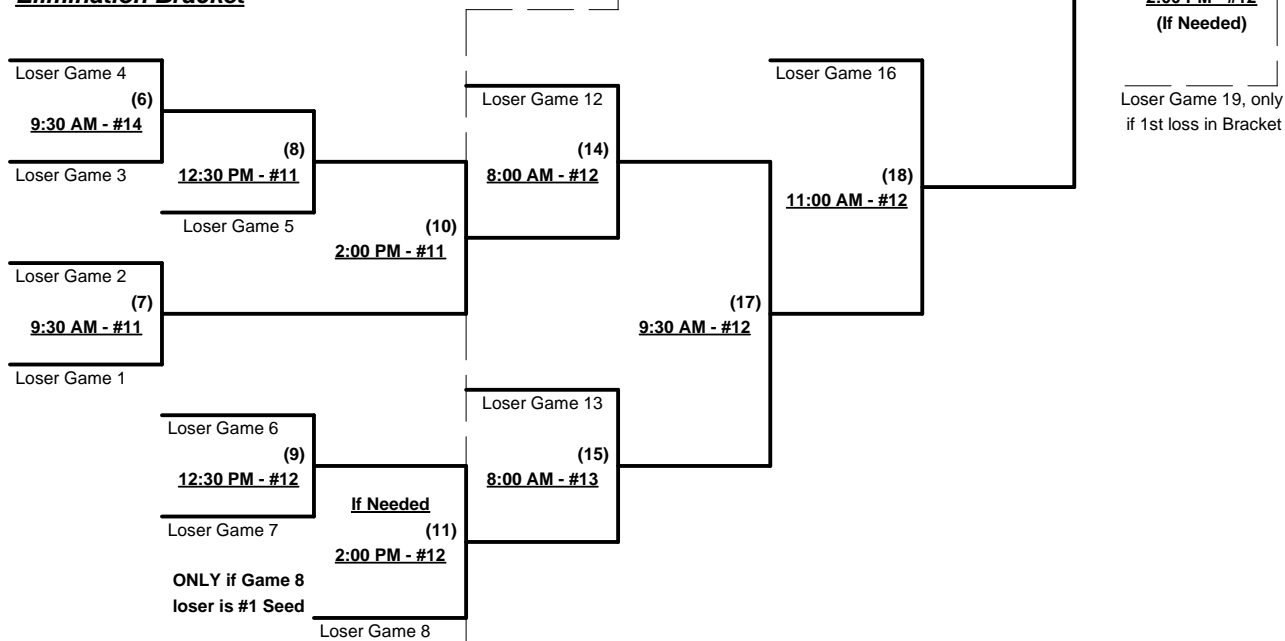 Elimination Bracket
2:00 PM - #12
(If Needed)
Loser Game 4
(6)
9:30 AM - #14
Loser Game 3
(8)
12:30 PM - #11
Loser Game 5
(10)
2:00 PM - #11
Loser Game 2
(7)
9:30 AM - #11
Loser Game 1
Loser Game 6
(9)
12:30 PM - #12
Loser Game 7
If Needed
(11)
2:00 PM - #12
ONLY if Game 8
loser is #1 Seed
Loser Game 8
Loser Game 12
(14)
8:00 AM - #12
(17)
9:30 AM - #12
Loser Game 13
(15)
8:00 AM - #13
Loser Game 16
(18)
11:00 AM - #12
Loser Game 19, only
if 1st loss in Bracket